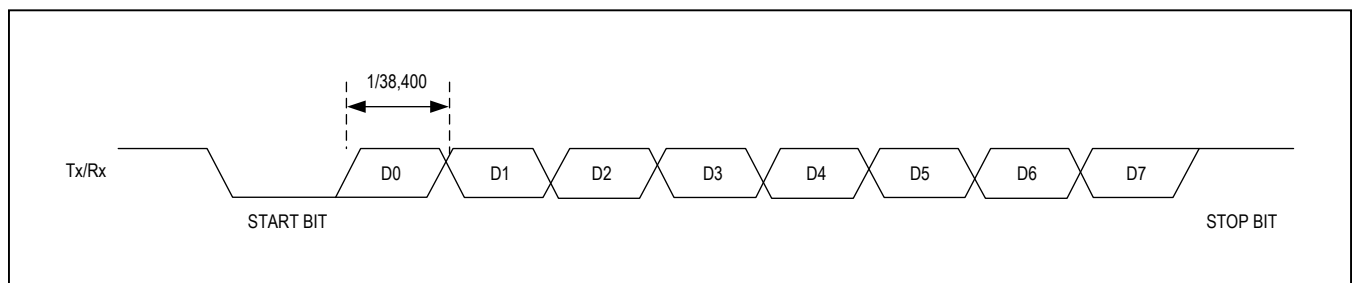 1/38,400
Tx/Rx
D0 D1 D2 D3 D4 D5 D6 D7
START BIT STOP BIT